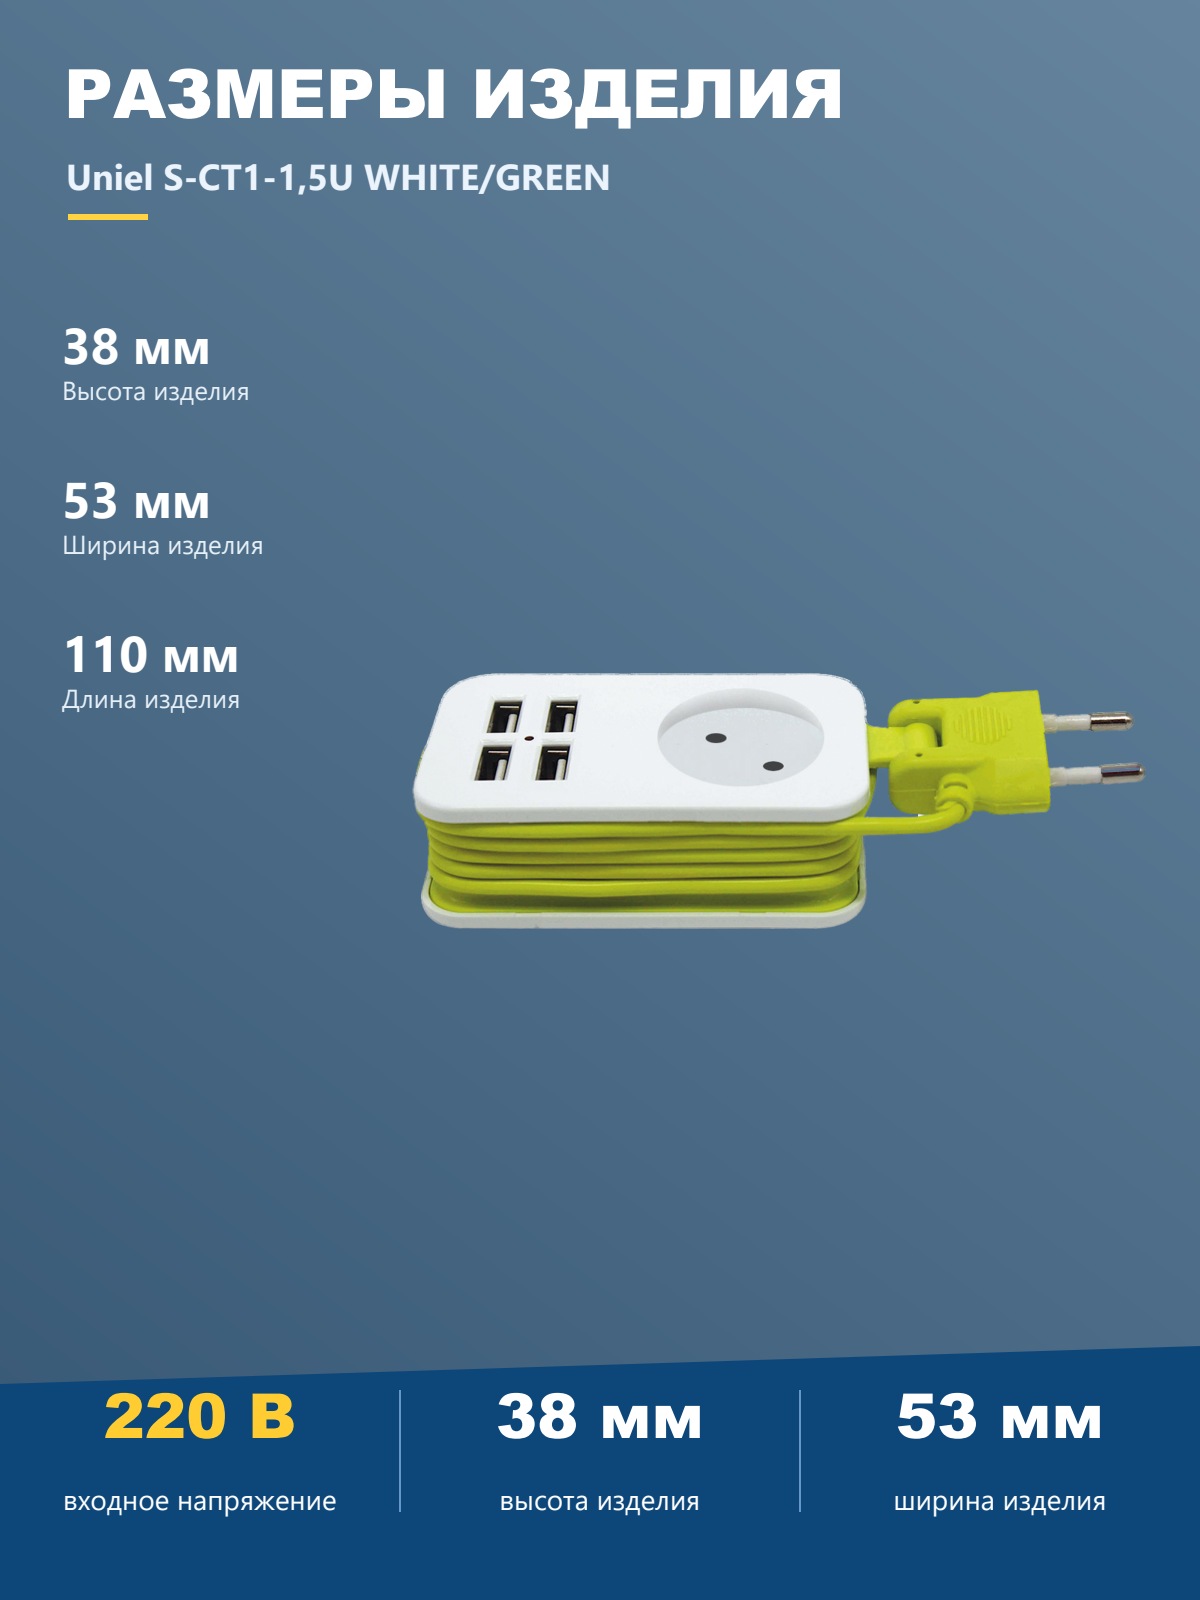 РАЗМЕРЫ ИЗДЕЛИЯ
Uniel S-CT1-1,5U WHITE/GREEN
38 мм
Высота изделия
53 мм
Ширина изделия
110 мм
Длина изделия
220 В
входное напряжение
38 мм
высота изделия
53 мм
ширина изделия